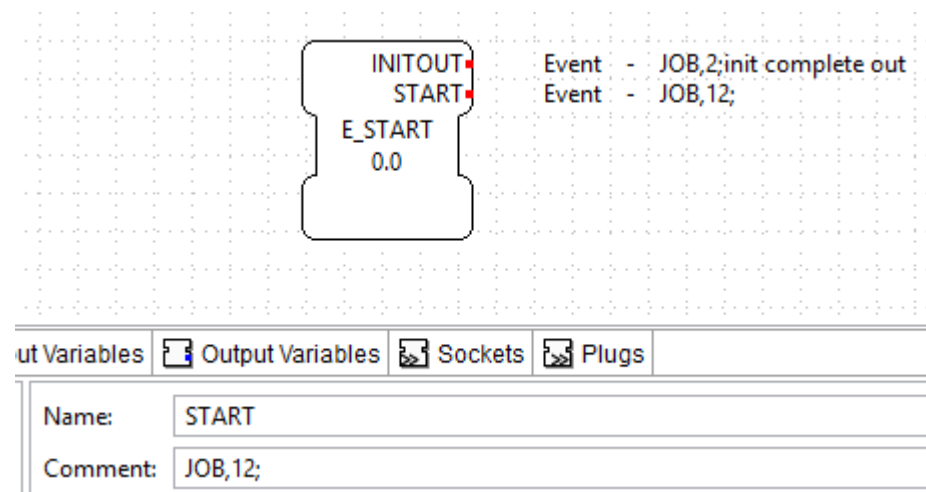 INITOUT Event - JOB,2;init complete out
START Event - JOB,12;
E_START
0.0
ut Variables Output Variables Sockets Plugs
Name: START
Comment: JOB,12;